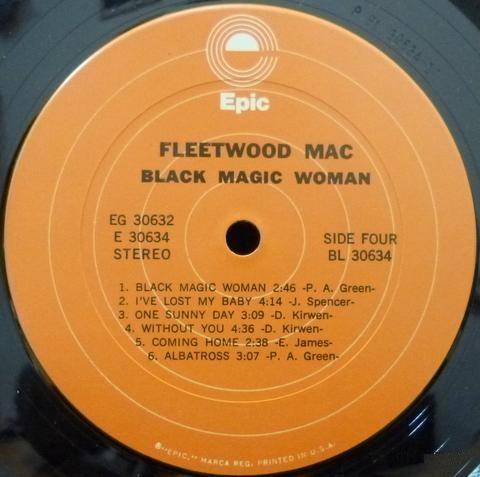 Epic
FLEETWOOD MAC
BLACK MAGIC WOMAN
EG 30632
E 30634
STEREO
SIDE FOUR
BL 30634
1. BLACK MAGIC WOMAN 2:46 -P. A. Green-
2. I'VE LOST MY BABY 4:14 -J. Spencer-
3. ONE SUNNY DAY 3:09 -D. Kirwen-
4. WITHOUT YOU 4:36 -D. Kirwen-
5. COMING HOME 2:38 -E. James-
6. ALBATROSS 3:07 -P. A. Green-
®"EPIC," MARCA REG. PRINTED IN U.S.A.